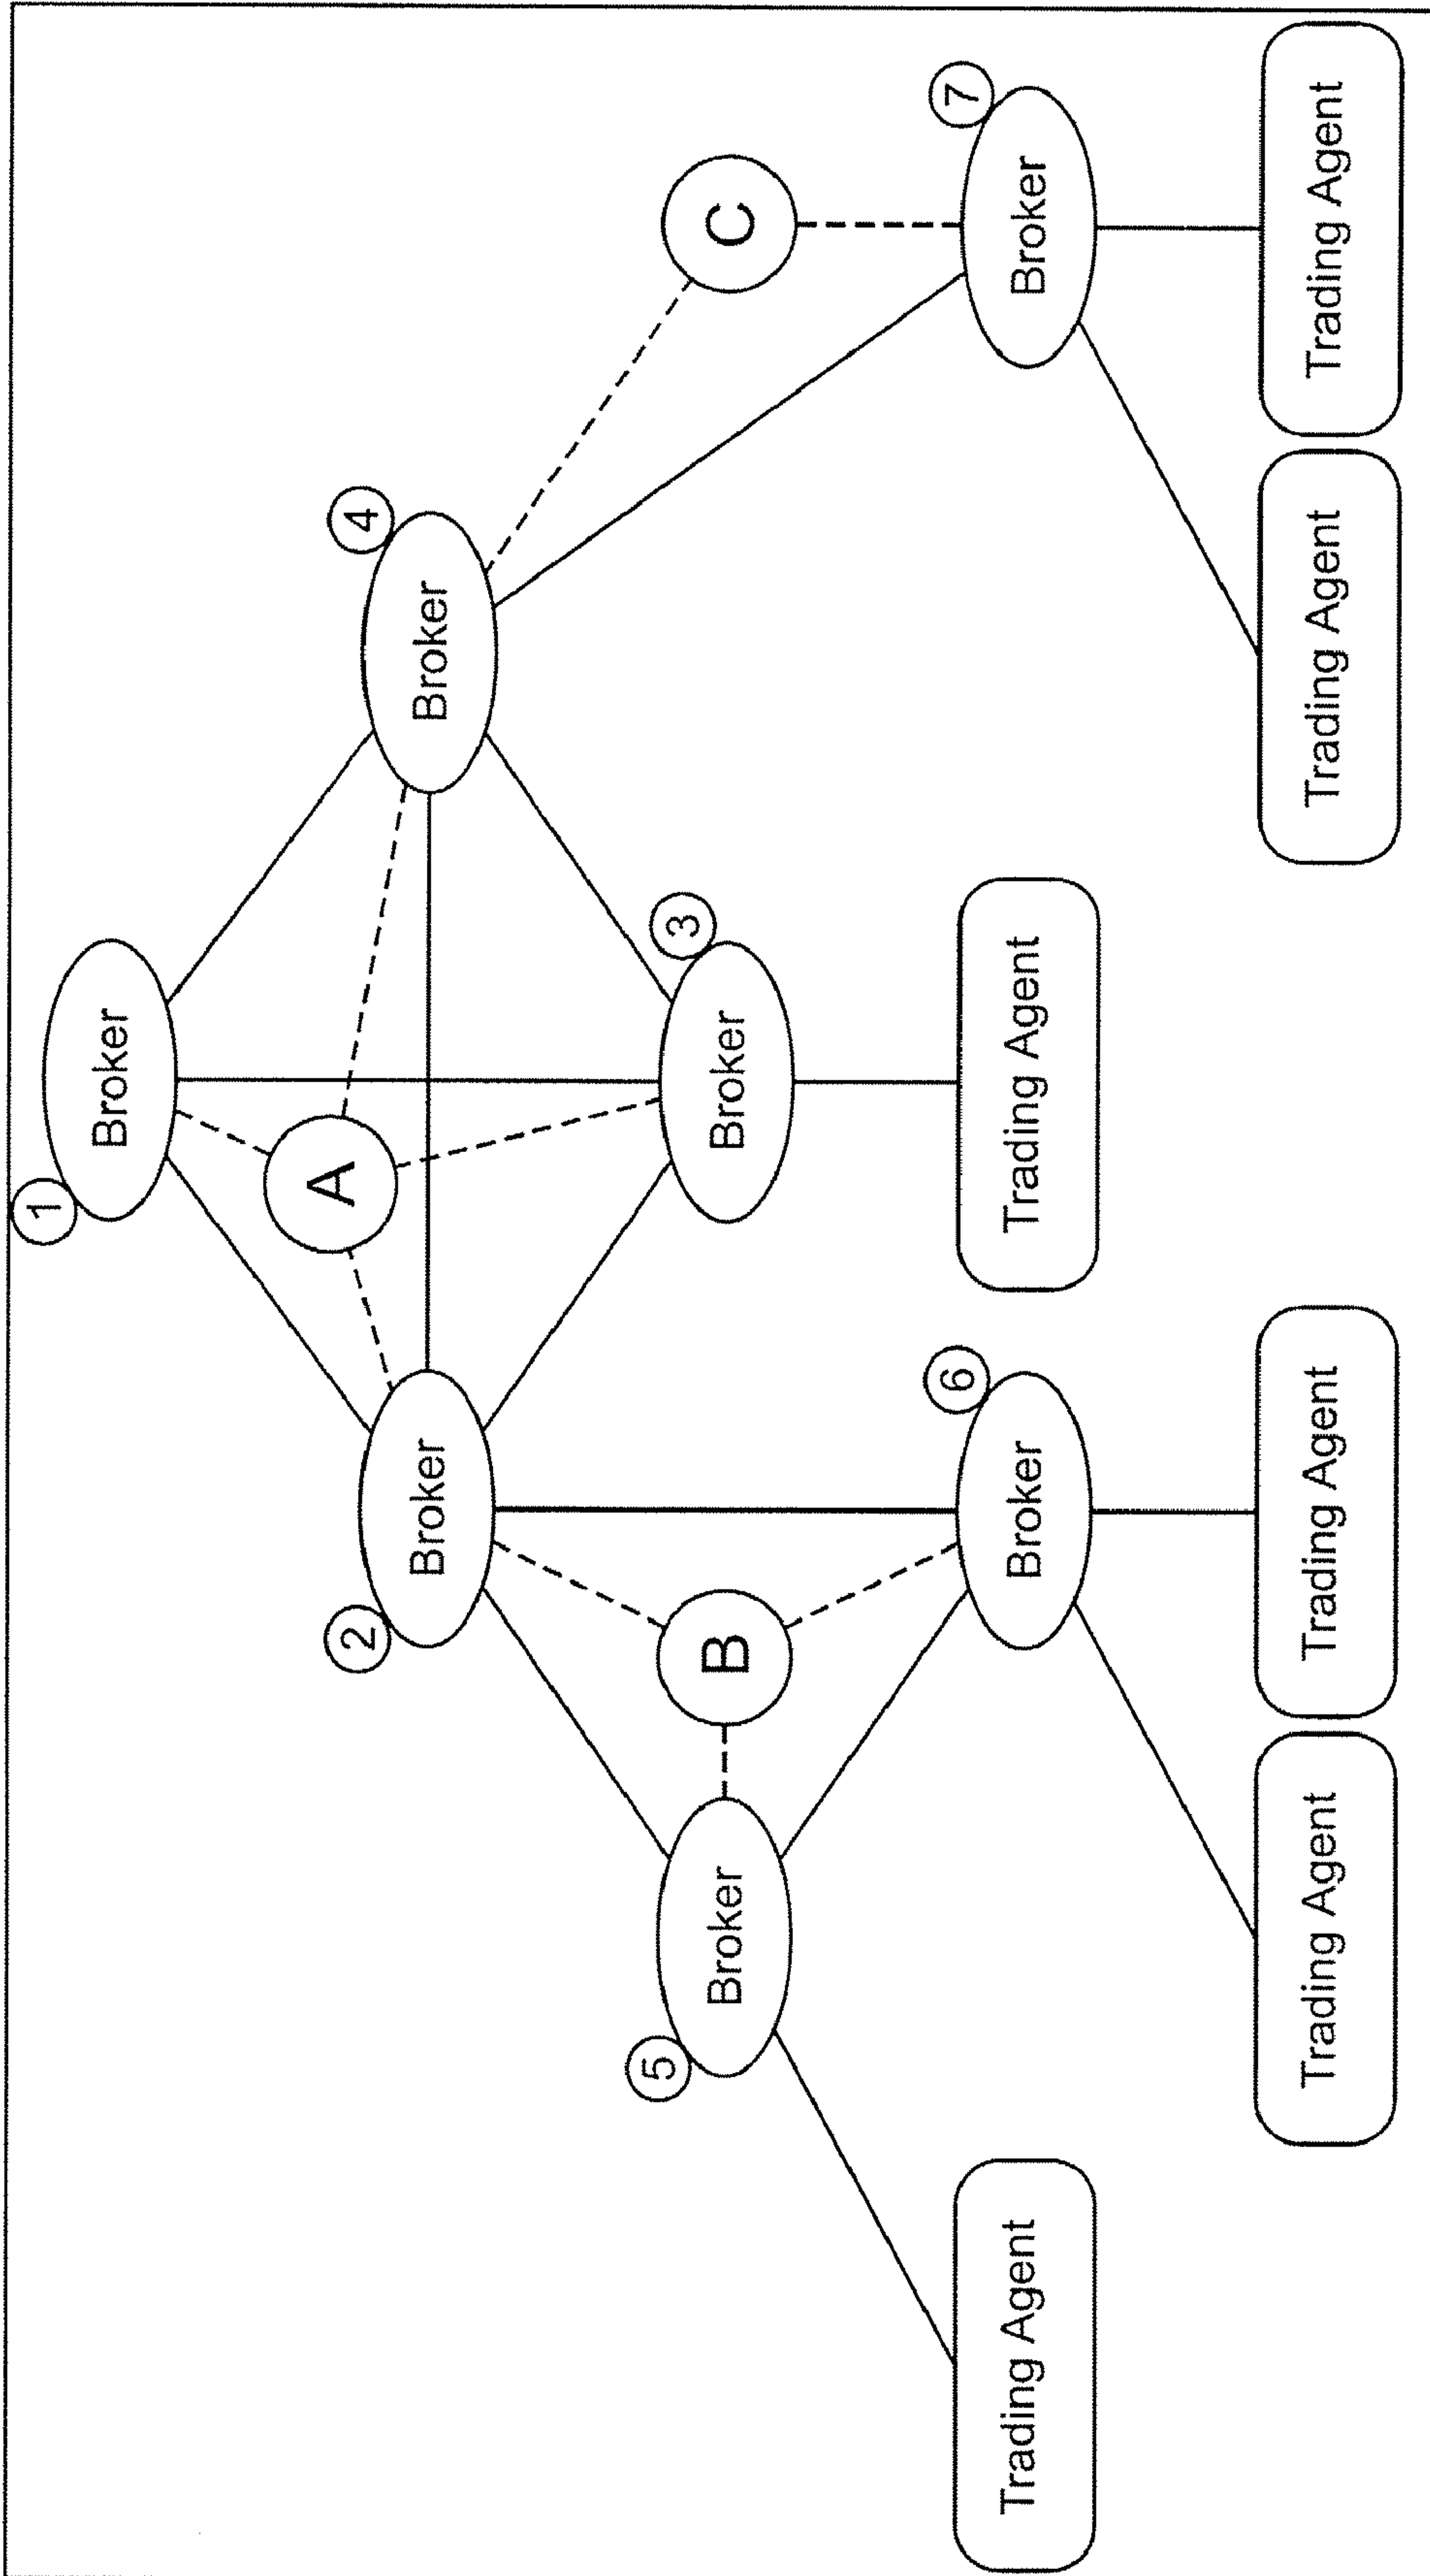 1
Broker
2
Broker
A
4
Broker
5
Broker
B
3
Broker
C
6
Broker
7
Broker
Trading Agent
Trading Agent
Trading Agent
Trading Agent
Trading Agent
Trading Agent